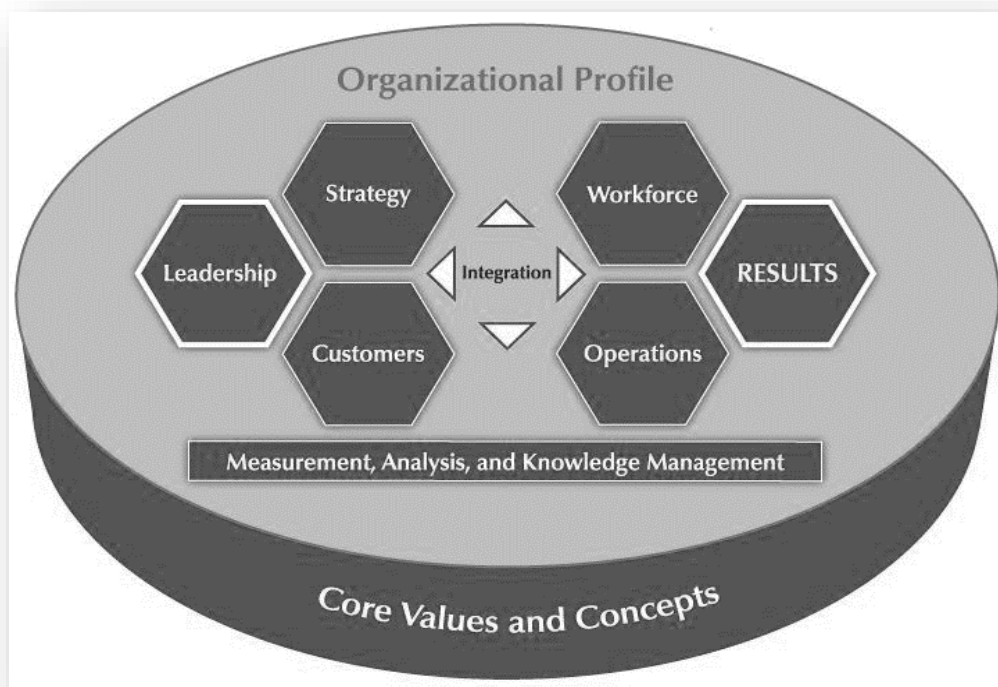 Organizational Profile
Strategy
Workforce
Leadership
Integration
RESULTS
Customers
Operations
Measurement, Analysis, and Knowledge Management
Core Values and Concepts